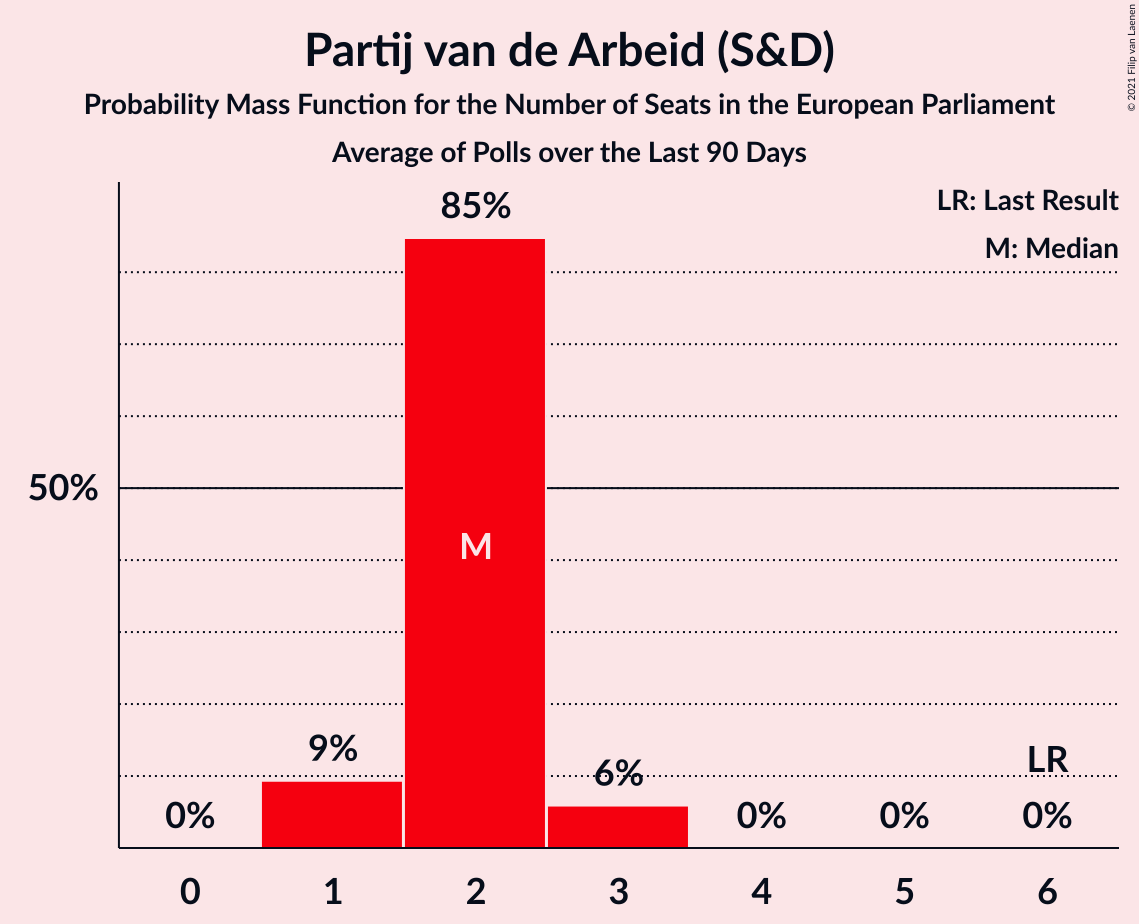 Partij van de Arbeid (S&D)
Probability Mass Function for the Number of Seats in the European Parliament
Average of Polls over the Last 90 Days
© 2021 Filip van Laenen
LR: Last Result
M: Median
85%
50%
M
9%
6%
LR
0%
0%
0%
0%
0 1 2 3 4 5 6